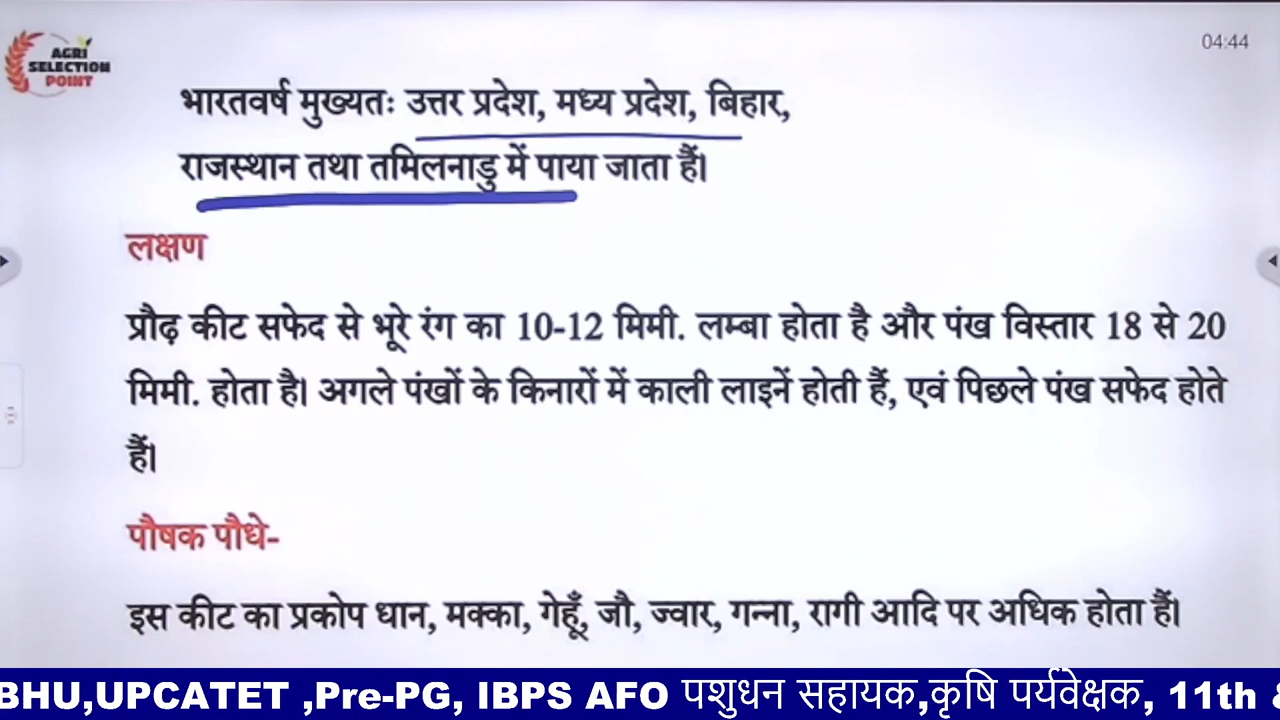 AGRI
SELECTION
POINT
04:44
भारतवर्ष मुख्यतः उत्तर प्रदेश, मध्य प्रदेश, बिहार,
राजस्थान तथा तमिलनाडु में पाया जाता हैं।
लक्षण
प्रौढ़ कीट सफेद से भूरे रंग का 10-12 मिमी. लम्बा होता है और पंख विस्तार 18 से 20
मिमी. होता है। अगले पंखों के किनारों में काली लाइनें होती हैं, एवं पिछले पंख सफेद होते
हैं।
पौषक पौधे-
इस कीट का प्रकोप धान, मक्का, गेहूँ, जौ, ज्वार, गन्ना, रागी आदि पर अधिक होता हैं।
BHU,UPCATET ,Pre-PG, IBPS AFO पशुधन सहायक,कृषि पर्यवेक्षक, 11th &